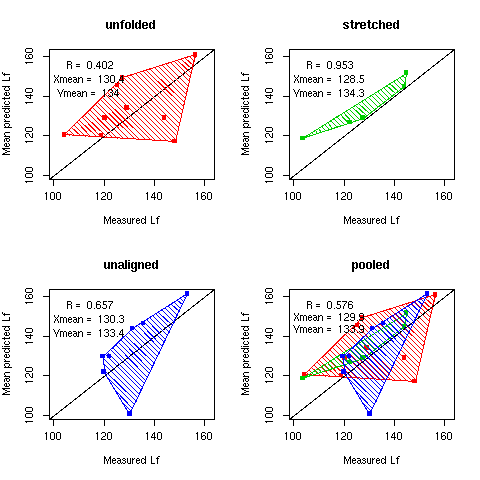 unfolded
R = 0.402
Xmean = 130.4
Ymean = 134
Mean predicted Lf
100 120 140 160
100 120 140 160
Measured Lf
stretched
R = 0.953
Xmean = 128.5
Ymean = 134.3
Mean predicted Lf
100 120 140 160
100 120 140 160
Measured Lf
unaligned
R = 0.657
Xmean = 130.3
Ymean = 133.4
Mean predicted Lf
100 120 140 160
100 120 140 160
Measured Lf
pooled
R = 0.576
Xmean = 129.9
Ymean = 133.9
Mean predicted Lf
100 120 140 160
100 120 140 160
Measured Lf